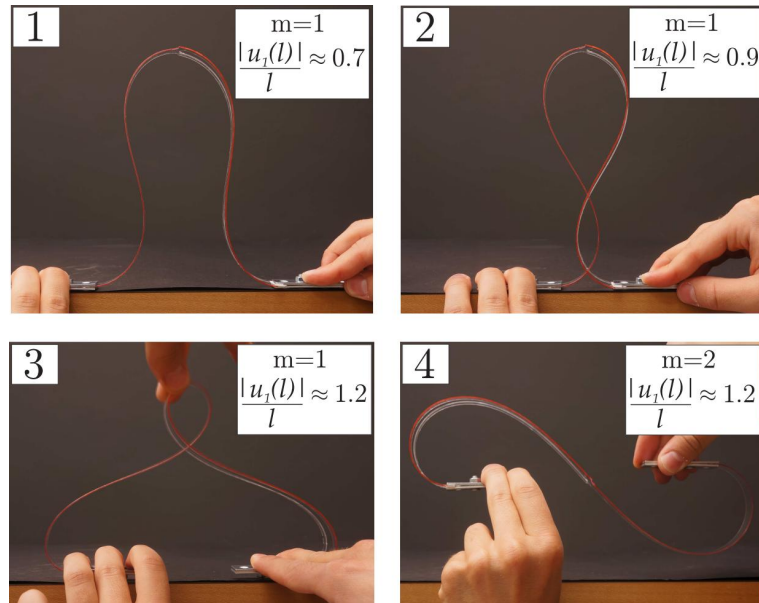 1
m=1
|u₁(l)|/l ≈ 0.7
2
m=1
|u₁(l)|/l ≈ 0.9
3
m=1
|u₁(l)|/l ≈ 1.2
4
m=2
|u₁(l)|/l ≈ 1.2